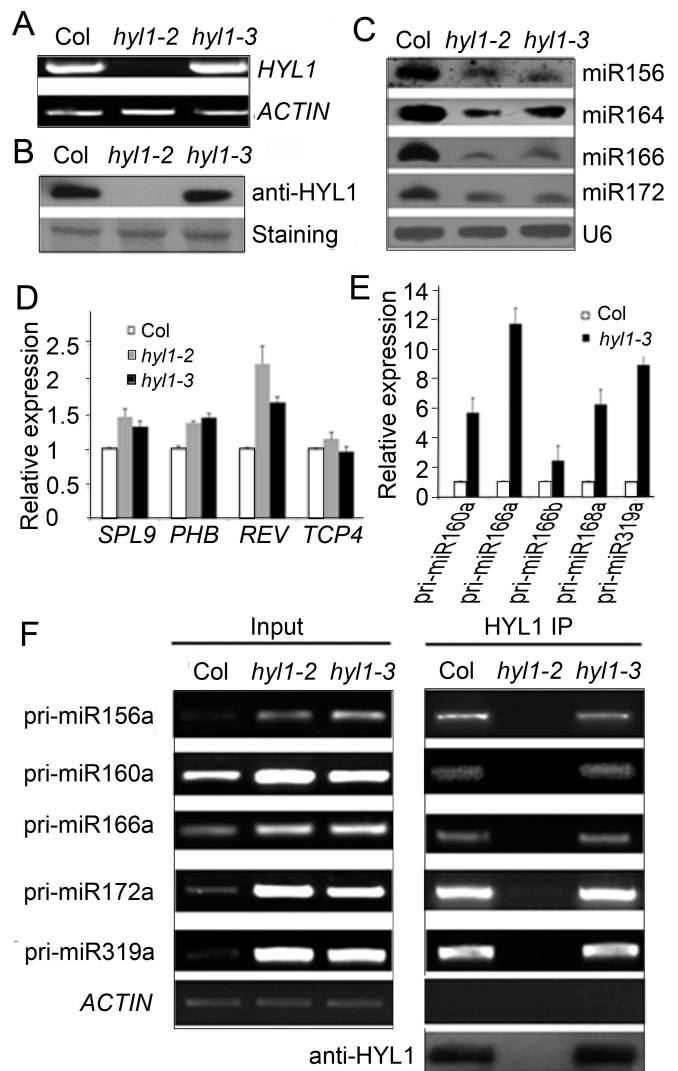 A
Col hyl1-2 hyl1-3
HYL1
ACTIN
B
Col hyl1-2 hyl1-3
anti-HYL1
Staining
C
Col hyl1-2 hyl1-3
miR156
miR164
miR166
miR172
U6
D
Relative expression
2.5
2
1.5
1
0.5
0
Col
hyl1-2
hyl1-3
SPL9 PHB REV TCP4
E
Relative expression
14
12
10
8
6
4
2
0
Col
hyl1-3
pri-miR160a
pri-miR166a
pri-miR166b
pri-miR168a
pri-miR319a
F
Input
HYL1 IP
Col hyl1-2 hyl1-3
Col hyl1-2 hyl1-3
pri-miR156a
pri-miR160a
pri-miR166a
pri-miR172a
pri-miR319a
ACTIN
anti-HYL1